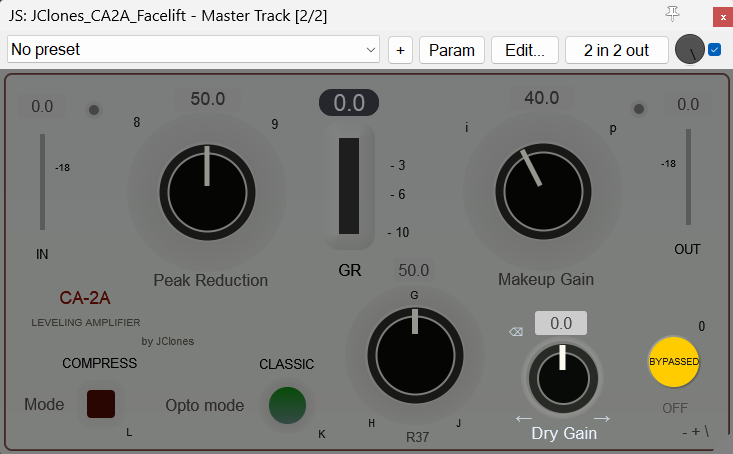 JS: JClones_CA2A_Facelift - Master Track [2/2]
x
No preset
+
Param
Edit...
2 in 2 out
0.0
50.0
0.0
40.0
0.0
8
9
i
p
-18
- 3
- 6
- 10
-18
IN
OUT
Peak Reduction
GR
50.0
Makeup Gain
G
CA-2A
LEVELING AMPLIFIER
by JClones
0.0
0
COMPRESS
CLASSIC
BYPASSED
Mode
Opto mode
OFF
L
K
H
J
R37
← →
Dry Gain
- + \